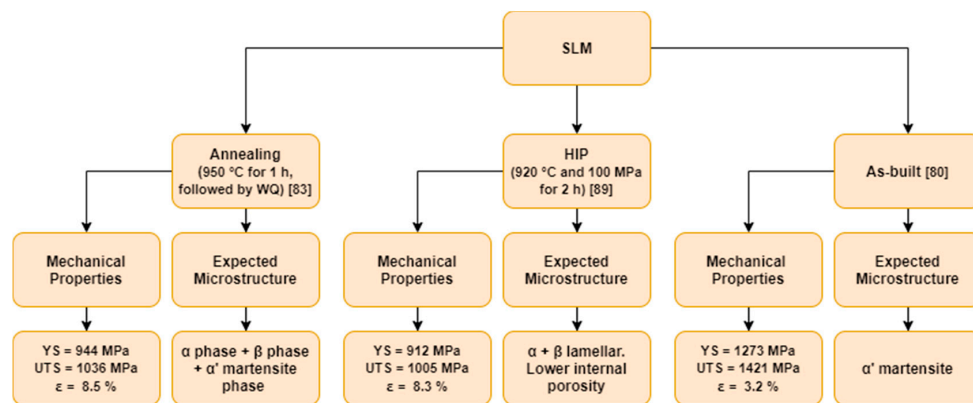 SLM
Annealing
(950 °C for 1 h,
followed by WQ) [83]
HIP
(920 °C and 100 MPa
for 2 h) [89]
As-built [80]
Mechanical
Properties
Expected
Microstructure
Mechanical
Properties
Expected
Microstructure
Mechanical
Properties
Expected
Microstructure
YS = 944 MPa
UTS = 1036 MPa
ε = 8.5 %
α phase + β phase
+ α' martensite
phase
YS = 912 MPa
UTS = 1005 MPa
ε = 8.3 %
α + β lamellar.
Lower internal
porosity
YS = 1273 MPa
UTS = 1421 MPa
ε = 3.2 %
α' martensite